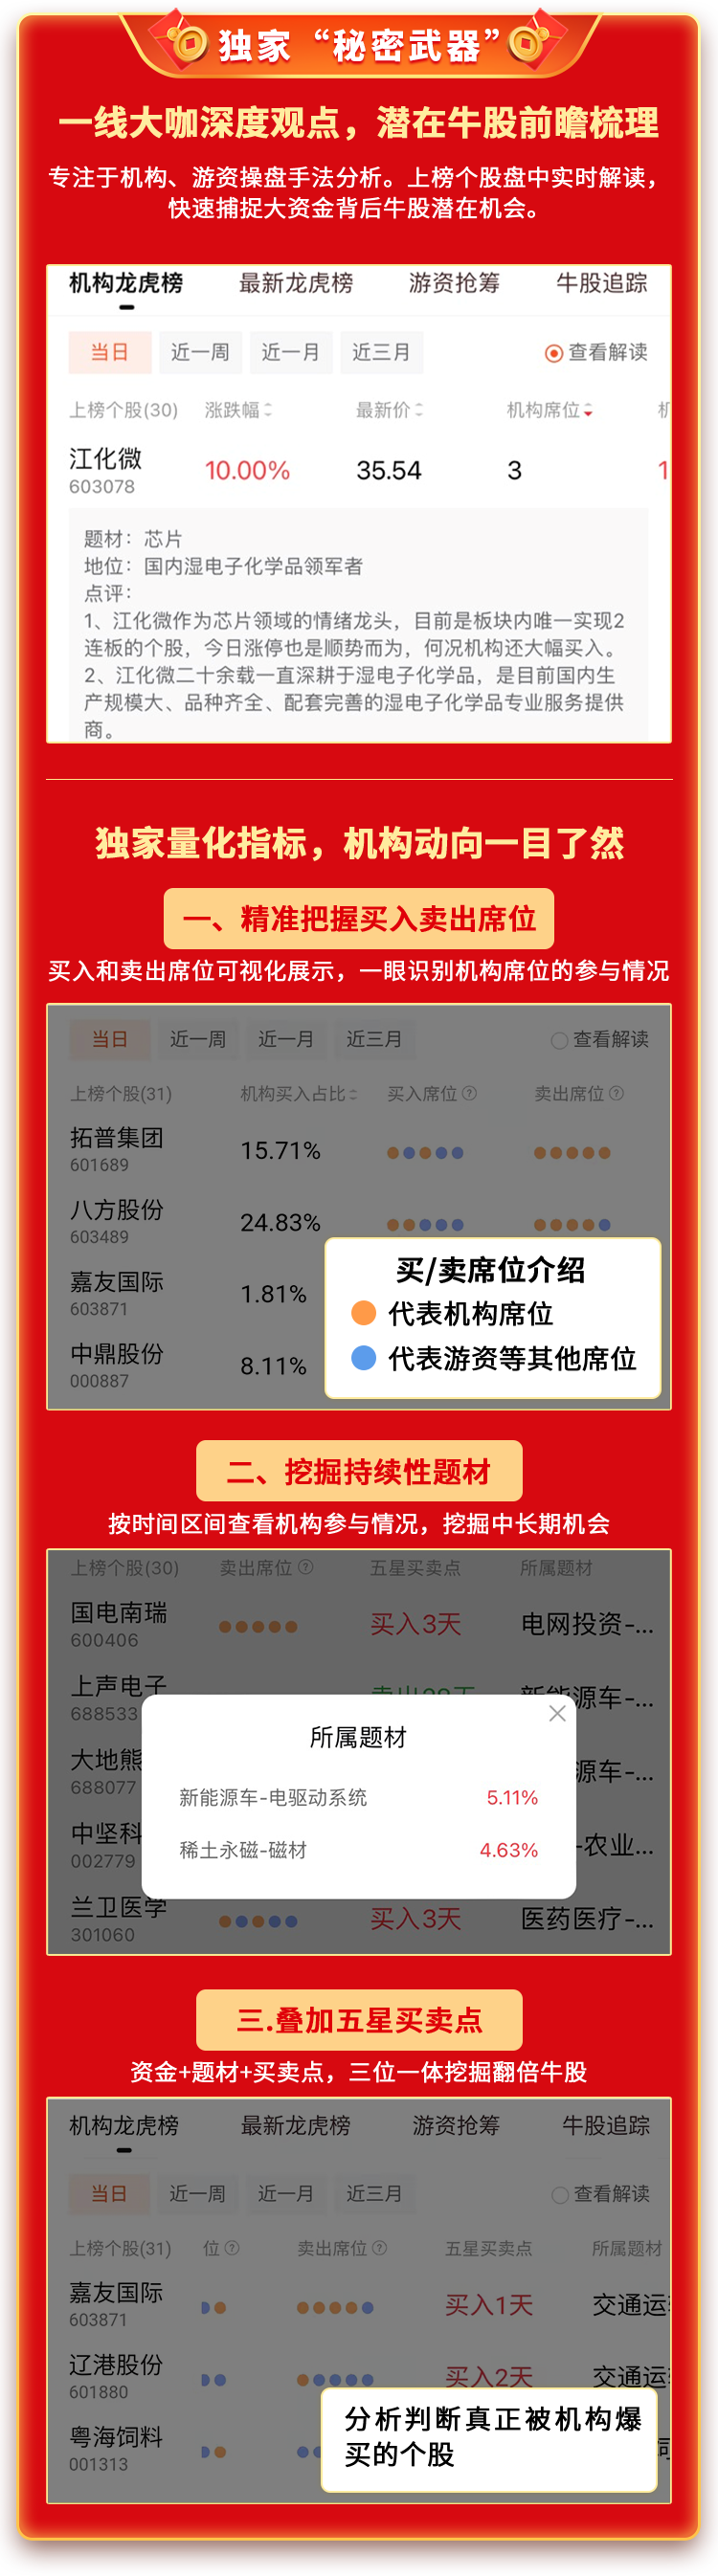 独家“秘密武器”
一线大咖深度观点，潜在牛股前瞻梳理
专注于机构、游资操盘手法分析。上榜个股盘中实时解读，
快速捕捉大资金背后牛股潜在机会。
机构龙虎榜 最新龙虎榜 游资抢筹 牛股追踪
当日 近一周 近一月 近三月 查看解读
上榜个股(30) 涨跌幅 最新价 机构席位
江化微 10.00% 35.54 3 1
603078
题材：芯片
地位：国内湿电子化学品领军者
点评：
1、江化微作为芯片领域的情绪龙头，目前是板块内唯一实现2
连板的个股，今日涨停也是顺势而为，何况机构还大幅买入。
2、江化微二十余载一直深耕于湿电子化学品，是目前国内生
产规模大、品种齐全、配套完善的湿电子化学品专业服务提供
商。
独家量化指标，机构动向一目了然
一、精准把握买入卖出席位
买入和卖出席位可视化展示，一眼识别机构席位的参与情况
当日 近一周 近一月 近三月 查看解读
上榜个股(31) 机构买入占比 买入席位? 卖出席位?
拓普集团 15.71%
601689
八方股份 24.83%
603489
嘉友国际 1.81%
603871
中鼎股份 8.11%
000887
买/卖席位介绍
代表机构席位
代表游资等其他席位
二、挖掘持续性题材
按时间区间查看机构参与情况，挖掘中长期机会
上榜个股(30) 卖出席位? 五星买卖点 所属题材
国电南瑞 买入3天 电网投资-...
600406
上声电子 新能源车-...
688533
大地熊 源车-...
688077
中坚科 -农业...
002779
兰卫医学 买入3天 医药医疗-...
301060
所属题材
新能源车-电驱动系统 5.11%
稀土永磁-磁材 4.63%
三.叠加五星买卖点
资金+题材+买卖点，三位一体挖掘翻倍牛股
机构龙虎榜 最新龙虎榜 游资抢筹 牛股追踪
当日 近一周 近一月 近三月 查看解读
上榜个股(31) 位? 卖出席位? 五星买卖点 所属题材
嘉友国际 买入1天 交通运
603871
辽港股份 买入2天 交通运
601880
粤海饲料
001313
分析判断真正被机构爆
买的个股